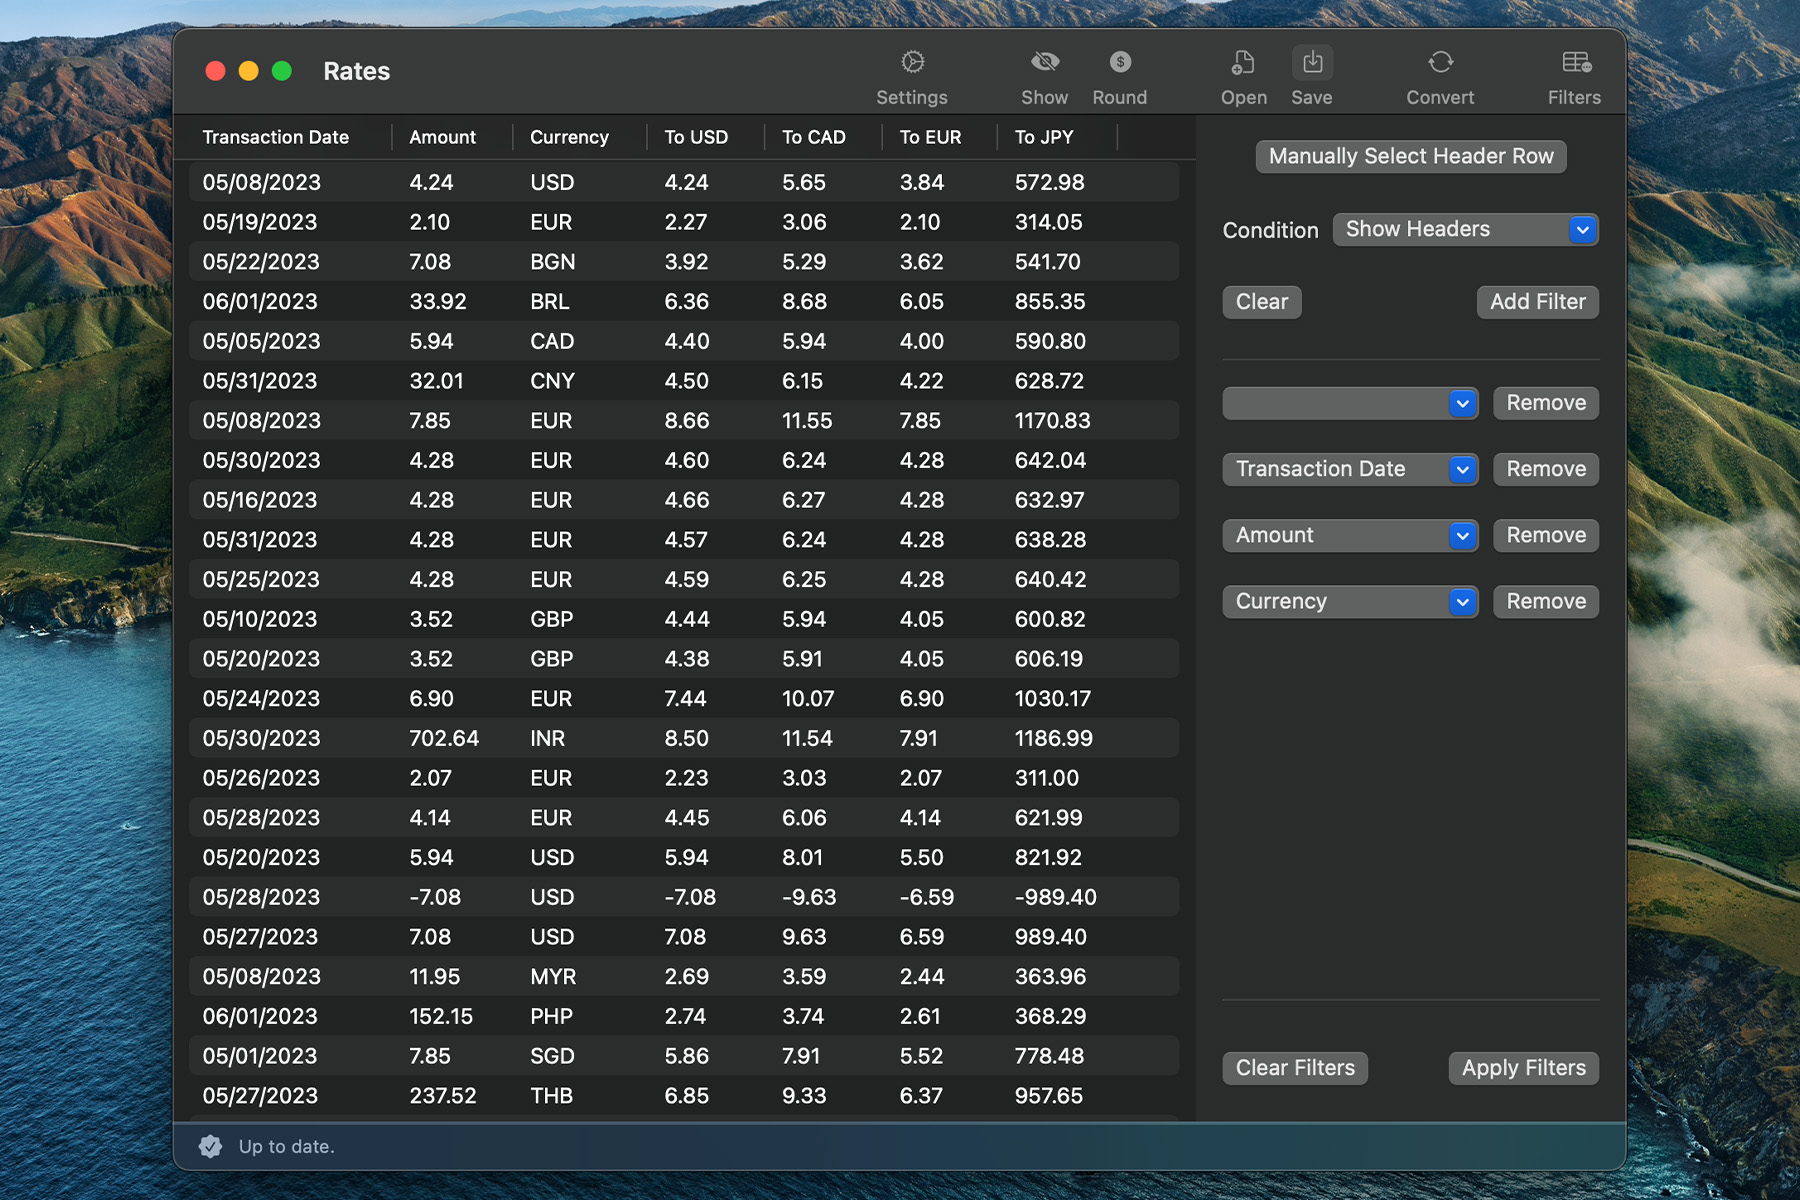 Rates
Settings Show Round Open Save Convert Filters
Transaction Date Amount Currency To USD To CAD To EUR To JPY
05/08/2023 4.24 USD 4.24 5.65 3.84 572.98
05/19/2023 2.10 EUR 2.27 3.06 2.10 314.05
05/22/2023 7.08 BGN 3.92 5.29 3.62 541.70
06/01/2023 33.92 BRL 6.36 8.68 6.05 855.35
05/05/2023 5.94 CAD 4.40 5.94 4.00 590.80
05/31/2023 32.01 CNY 4.50 6.15 4.22 628.72
05/08/2023 7.85 EUR 8.66 11.55 7.85 1170.83
05/30/2023 4.28 EUR 4.60 6.24 4.28 642.04
05/16/2023 4.28 EUR 4.66 6.27 4.28 632.97
05/31/2023 4.28 EUR 4.57 6.24 4.28 638.28
05/25/2023 4.28 EUR 4.59 6.25 4.28 640.42
05/10/2023 3.52 GBP 4.44 5.94 4.05 600.82
05/20/2023 3.52 GBP 4.38 5.91 4.05 606.19
05/24/2023 6.90 EUR 7.44 10.07 6.90 1030.17
05/30/2023 702.64 INR 8.50 11.54 7.91 1186.99
05/26/2023 2.07 EUR 2.23 3.03 2.07 311.00
05/28/2023 4.14 EUR 4.45 6.06 4.14 621.99
05/20/2023 5.94 USD 5.94 8.01 5.50 821.92
05/28/2023 -7.08 USD -7.08 -9.63 -6.59 -989.40
05/27/2023 7.08 USD 7.08 9.63 6.59 989.40
05/08/2023 11.95 MYR 2.69 3.59 2.44 363.96
06/01/2023 152.15 PHP 2.74 3.74 2.61 368.29
05/01/2023 7.85 SGD 5.86 7.91 5.52 778.48
05/27/2023 237.52 THB 6.85 9.33 6.37 957.65
Manually Select Header Row
Condition Show Headers
Clear Add Filter
Remove
Transaction Date Remove
Amount Remove
Currency Remove
Clear Filters Apply Filters
Up to date.